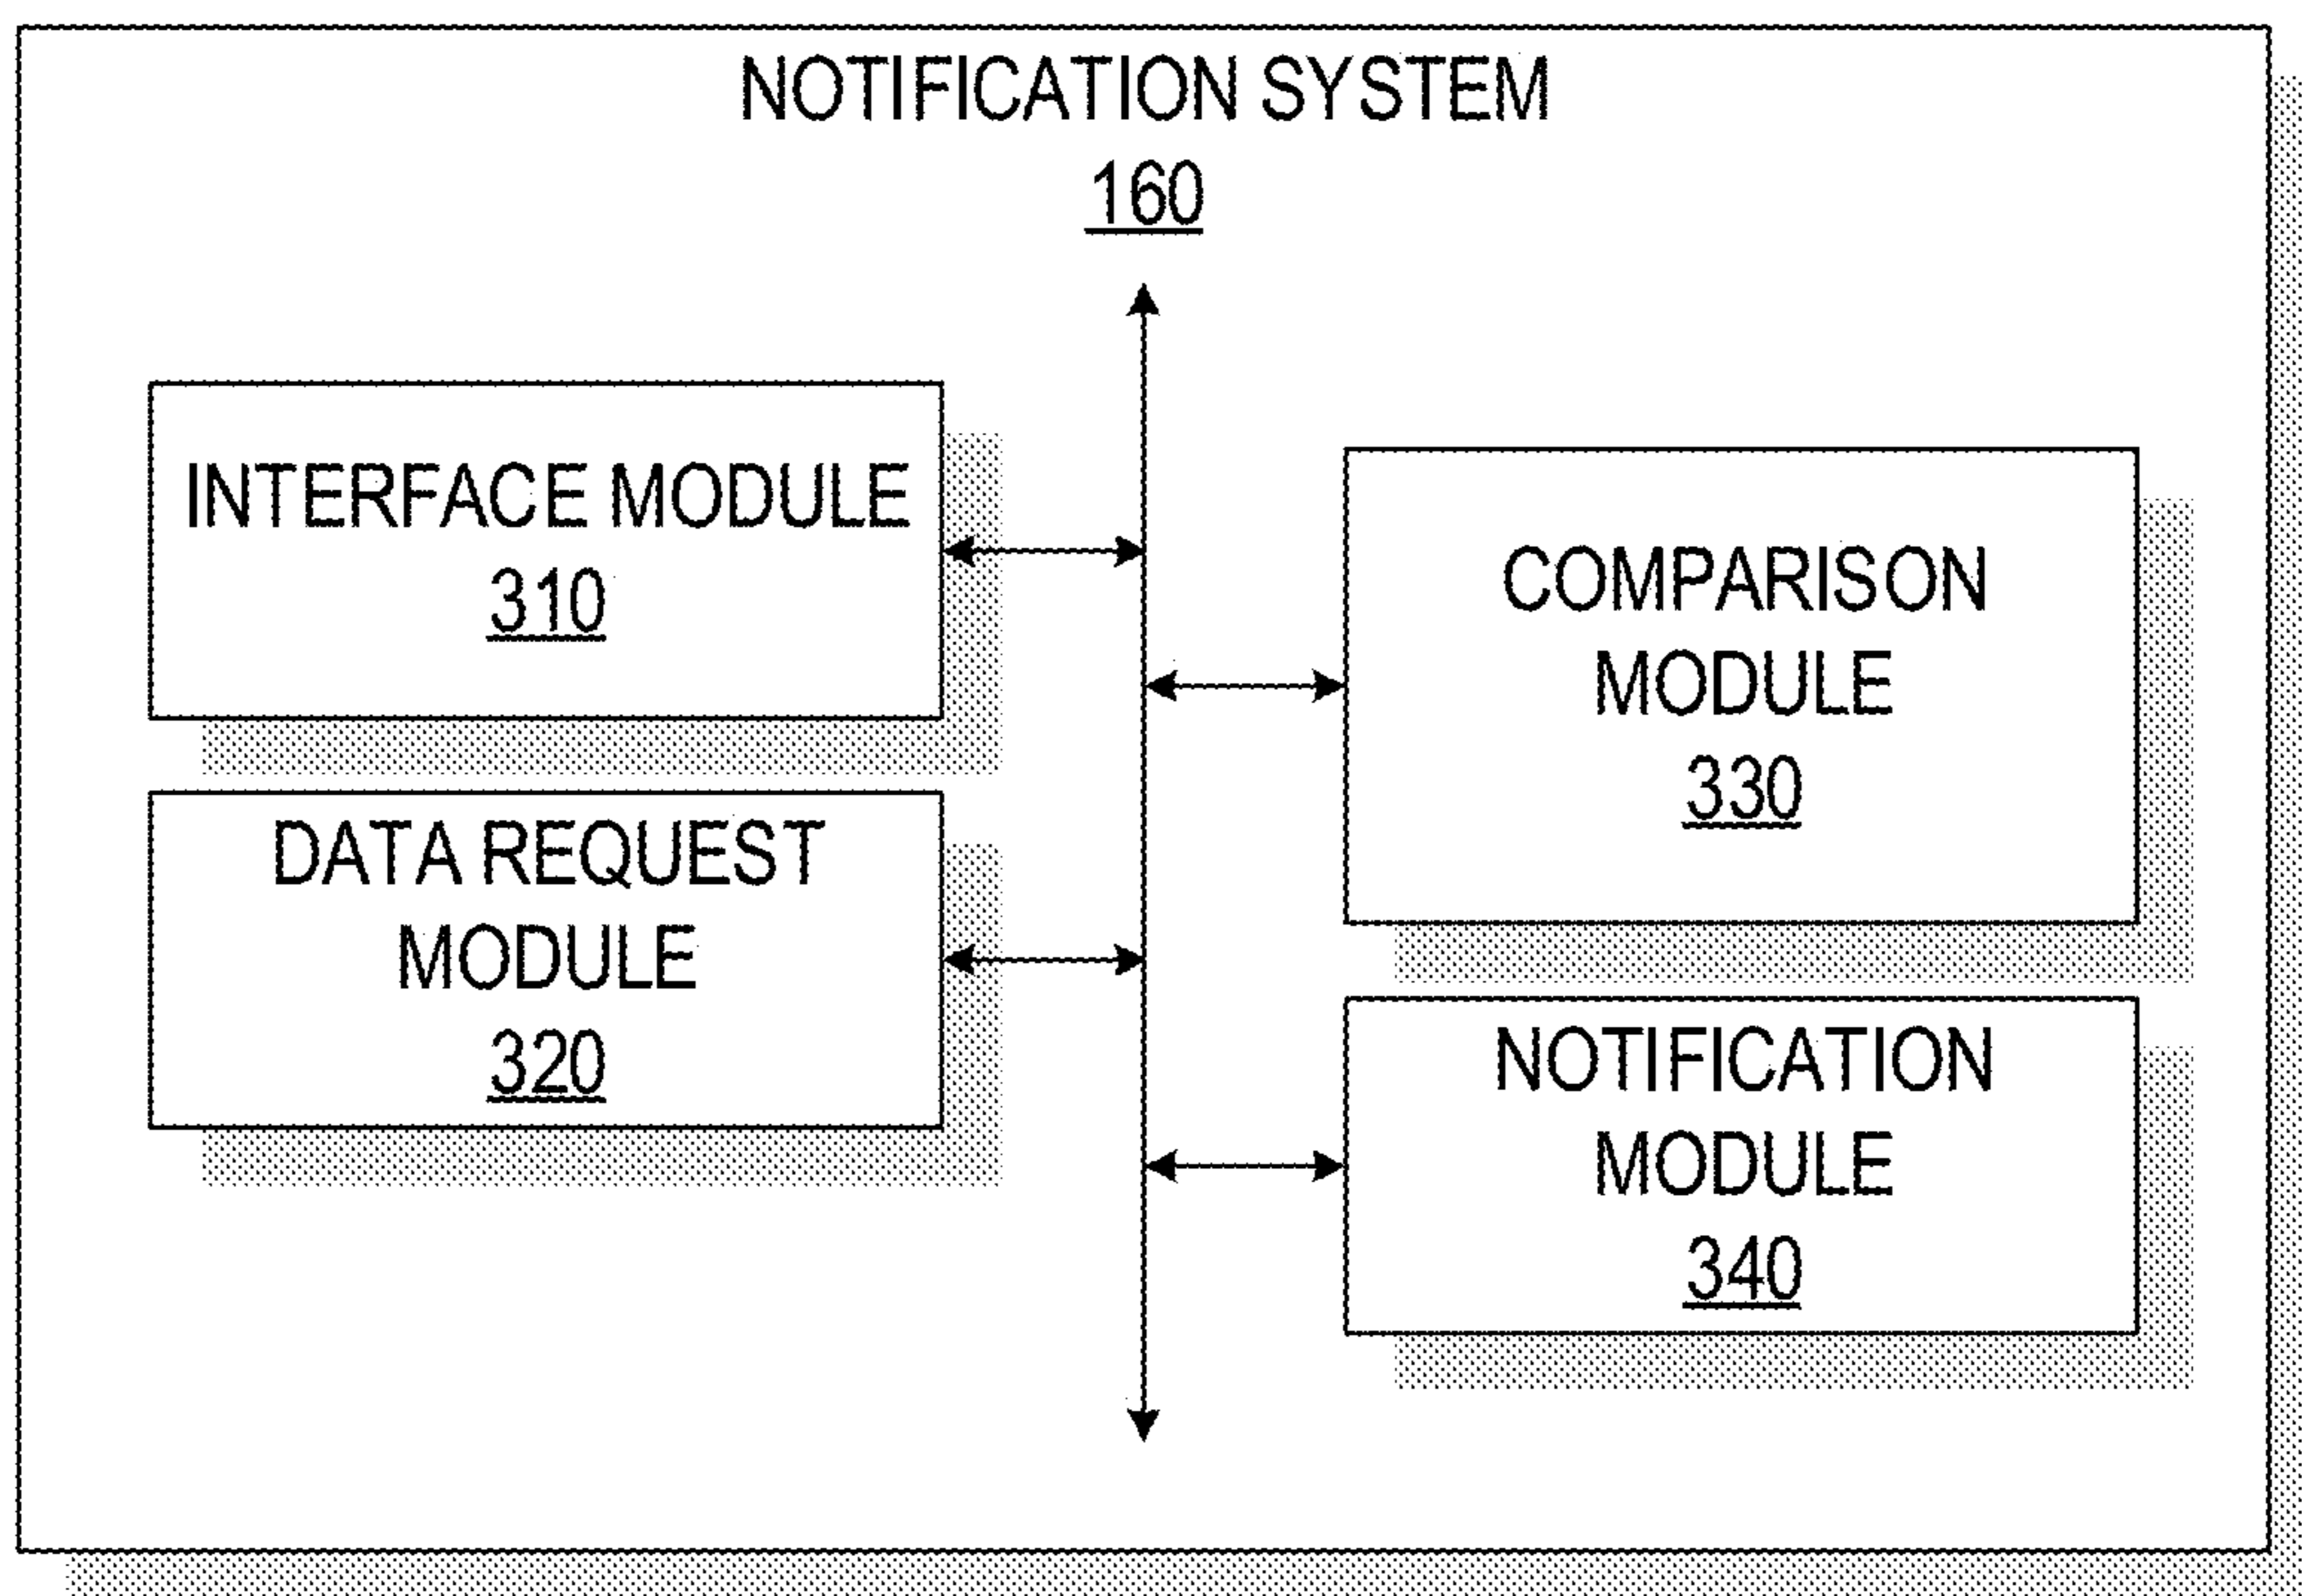 NOTIFICATION SYSTEM
160
INTERFACE MODULE
310
DATA REQUEST
MODULE
320
COMPARISON
MODULE
330
NOTIFICATION
MODULE
340